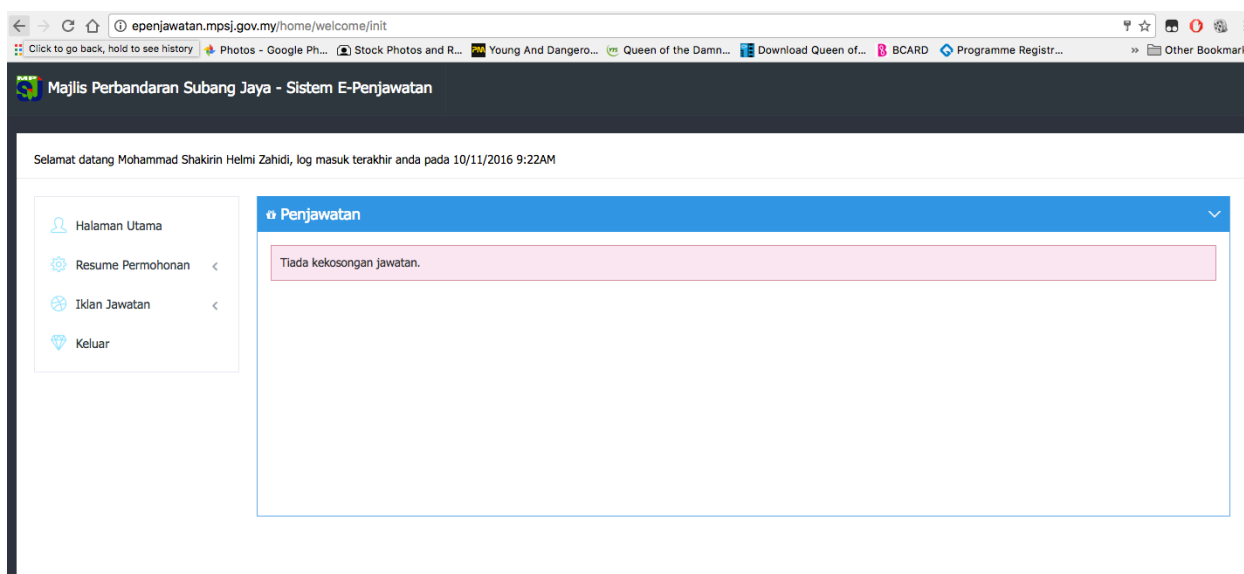 epenjawatan.mpsj.gov.my/home/welcome/init
Click to go back, hold to see history Photos - Google Ph... Stock Photos and R... Young And Dangero... Queen of the Damn... Download Queen of... BCARD Programme Registr... » Other Bookmark
Majlis Perbandaran Subang Jaya - Sistem E-Penjawatan
Selamat datang Mohammad Shakirin Helmi Zahidi, log masuk terakhir anda pada 10/11/2016 9:22AM
Halaman Utama
Resume Permohonan
Iklan Jawatan
Keluar
Penjawatan
Tiada kekosongan jawatan.